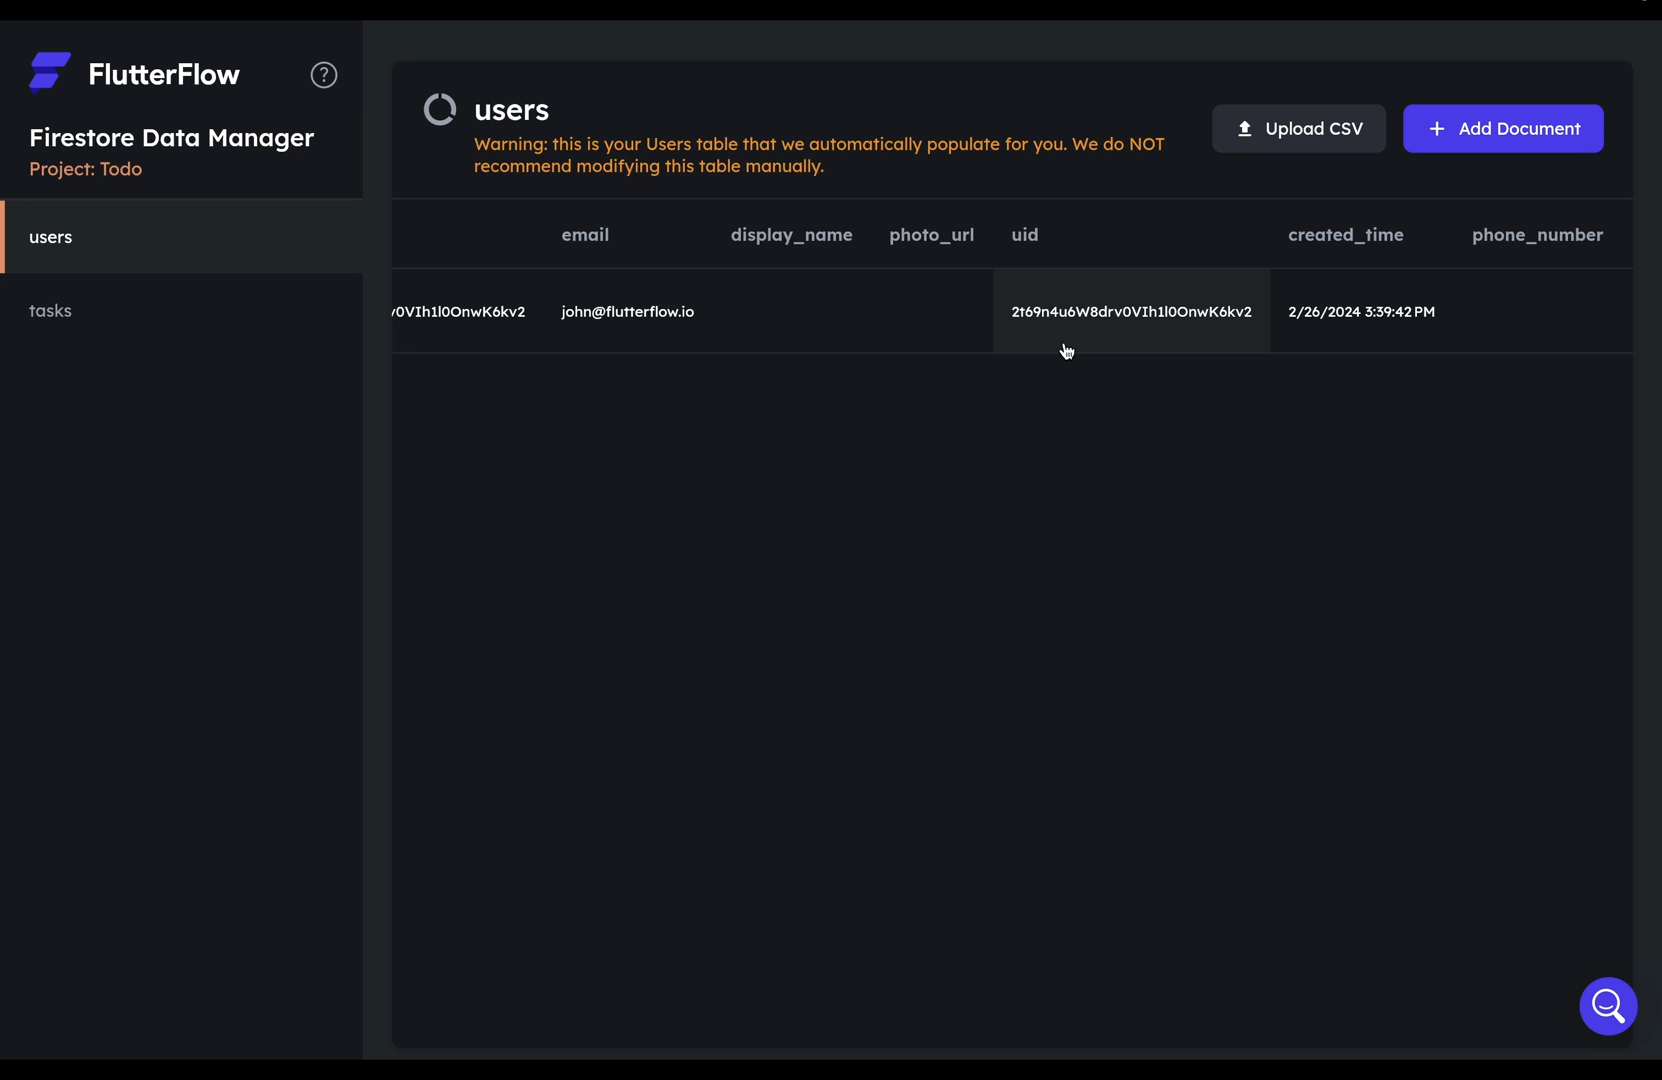 FlutterFlow
Firestore Data Manager
Project: Todo
users
tasks
users
Warning: this is your Users table that we automatically populate for you. We do NOT
recommend modifying this table manually.
Upload CSV
+ Add Document
email display_name photo_url uid created_time phone_number
v0VIh1l0OnwK6kv2 john@flutterflow.io 2t69n4u6W8drv0VIh1l0OnwK6kv2 2/26/2024 3:39:42 PM